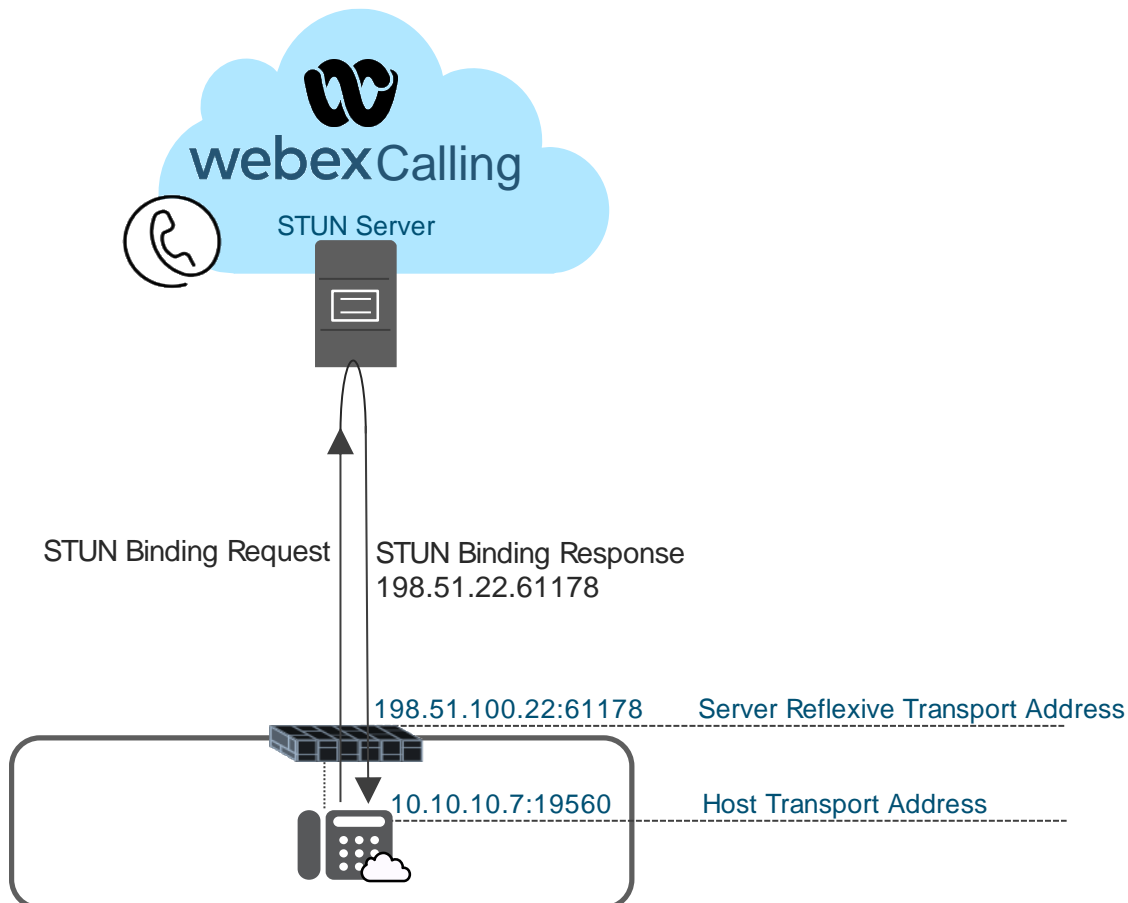 webex Calling
STUN Server
STUN Binding Request
STUN Binding Response
198.51.22.61178
198.51.100.22:61178 Server Reflexive Transport Address
10.10.10.7:19560 Host Transport Address